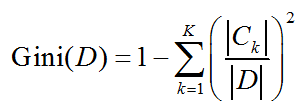 Gini(D) = 1 − ∑_{k=1}^{K} (|C_k| / |D|)^2